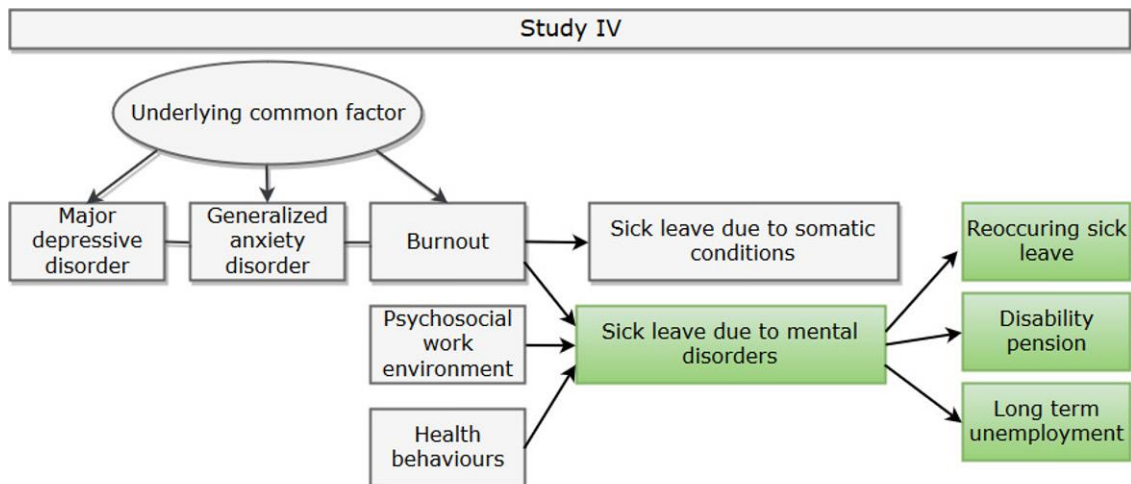 Study IV
Underlying common factor
Major
depressive
disorder
Generalized
anxiety
disorder
Burnout
Sick leave due to somatic
conditions
Reoccuring sick
leave
Psychosocial
work
environment
Sick leave due to mental
disorders
Disability
pension
Health
behaviours
Long term
unemployment